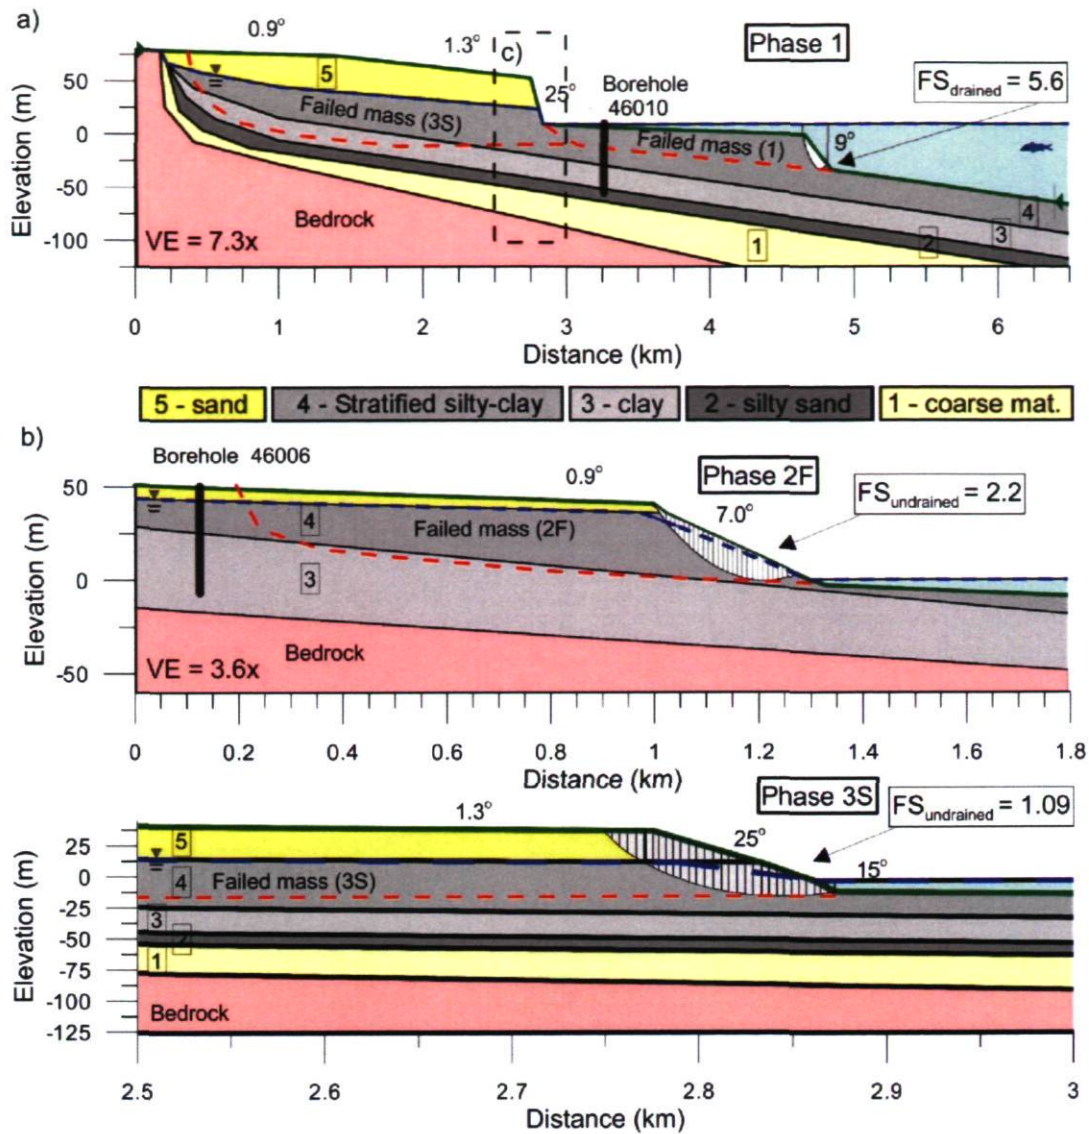 a)
0.9°
1.3°
c)
Phase 1
25°
Borehole
46010
FS drained = 5.6
5
Failed mass (3S)
Failed mass (1)
9°
Bedrock
VE = 7.3x
1
2
3
4
Elevation (m)
50
0
-50
-100
0 1 2 3 4 5 6
Distance (km)
5 - sand
4 - Stratified silty-clay
3 - clay
2 - silty sand
1 - coarse mat.
b)
Borehole 46006
0.9°
Phase 2F
7.0°
FS undrained = 2.2
4
Failed mass (2F)
3
Bedrock
VE = 3.6x
Elevation (m)
50
0
-50
0 0.2 0.4 0.6 0.8 1 1.2 1.4 1.6 1.8
Distance (km)
1.3°
Phase 3S
FS undrained = 1.09
25°
15°
5
4
Failed mass (3S)
3
2
1
Bedrock
Elevation (m)
25
0
-25
-50
-75
-100
-125
2.5 2.6 2.7 2.8 2.9 3
Distance (km)